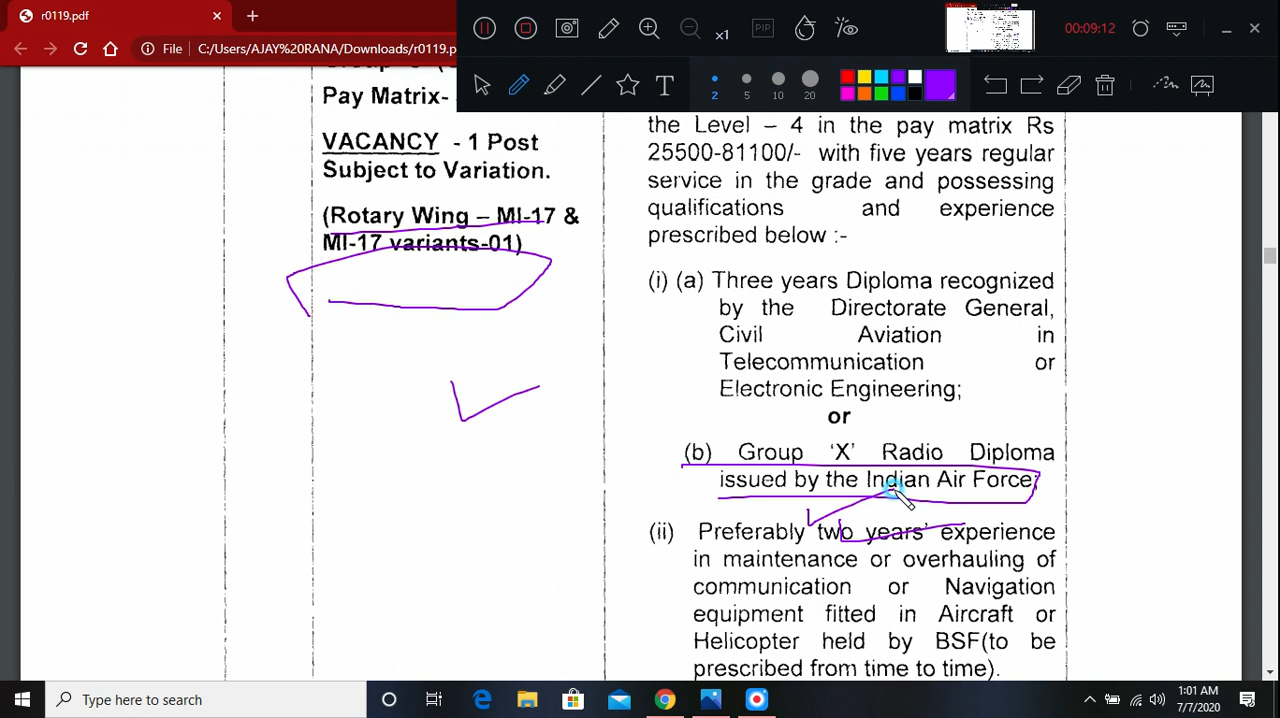 r0119.pdf
File
C:/Users/AJAY%20RANA/Downloads/r0119.p
x1
PIP
00:09:12
2
5
10
20
Pay Matrix-
VACANCY - 1 Post
Subject to Variation.
(Rotary Wing – MI-17 &
MI-17 variants-01)
the Level – 4 in the pay matrix Rs
25500-81100/- with five years regular
service in the grade and possessing
qualifications and experience
prescribed below :-
(i) (a) Three years Diploma recognized
by the Directorate General,
Civil Aviation in
Telecommunication or
Electronic Engineering;
or
(b) Group ‘X’ Radio Diploma
issued by the Indian Air Force;
(ii) Preferably two years’ experience
in maintenance or overhauling of
communication or Navigation
equipment fitted in Aircraft or
Helicopter held by BSF(to be
prescribed from time to time).
Type here to search
1:01 AM
7/7/2020